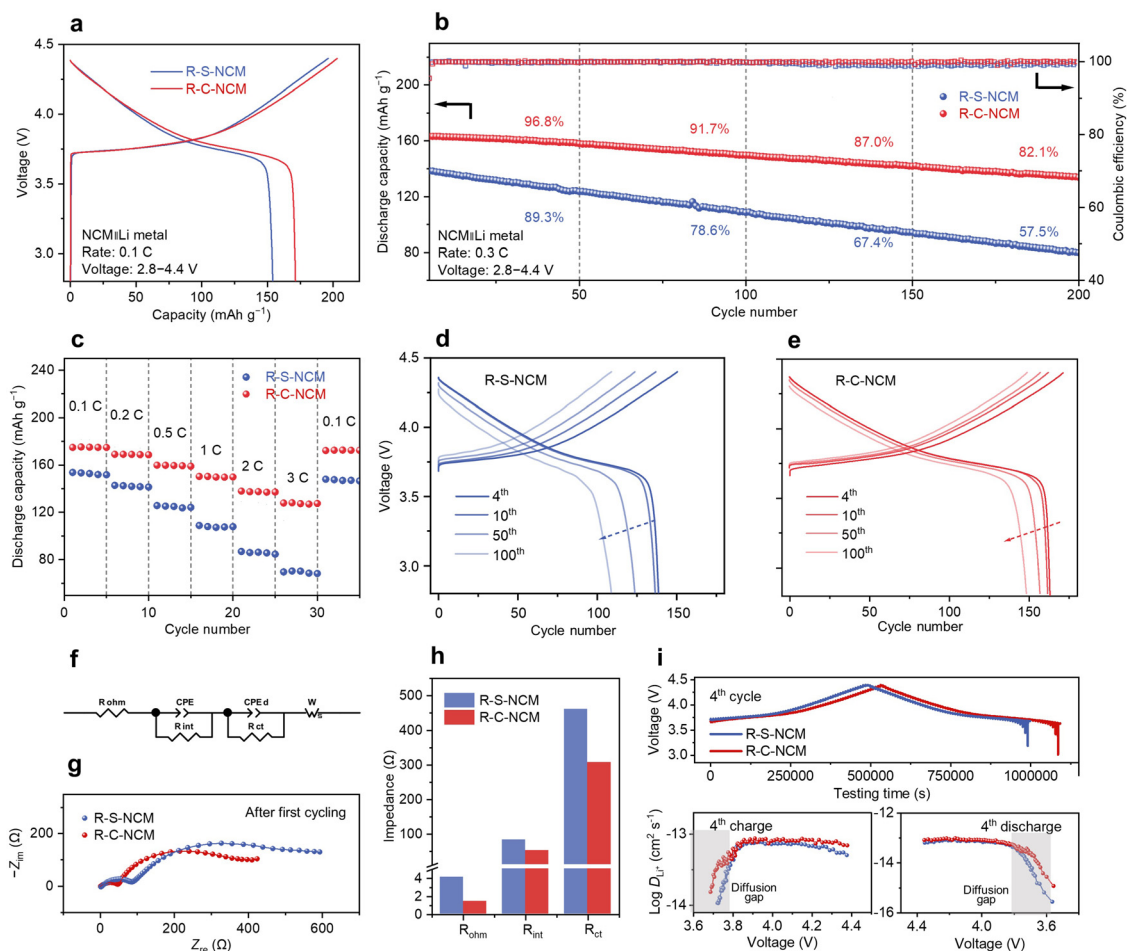 a
4.5
4.0
3.5
3.0
Voltage (V)
R-S-NCM
R-C-NCM
NCM||Li metal
Rate: 0.1 C
Voltage: 2.8−4.4 V
0 50 100 150 200
Capacity (mAh g⁻¹)
b
200
160
120
80
Discharge capacity (mAh g⁻¹)
R-S-NCM
R-C-NCM
96.8%
91.7%
87.0%
82.1%
89.3%
78.6%
67.4%
57.5%
NCM||Li metal
Rate: 0.3 C
Voltage: 2.8−4.4 V
50 100 150 200
Cycle number
100
80
60
40
Coulombic efficiency (%)
c
240
200
160
120
80
Discharge capacity (mAh g⁻¹)
R-S-NCM
R-C-NCM
0.1 C
0.2 C
0.5 C
1 C
2 C
3 C
0.1 C
0 5 10 15 20 25 30
Cycle number
d
4.5
4.0
3.5
3.0
Voltage (V)
R-S-NCM
4th
10th
50th
100th
0 50 100 150
Cycle number
e
R-C-NCM
4th
10th
50th
100th
0 50 100 150
Cycle number
f
R ohm
CPE
R int
CPE d
R ct
W
s
g
200
0
−Zim (Ω)
R-S-NCM
R-C-NCM
After first cycling
0 200 400 600
Zre (Ω)
h
500
400
300
200
100
50
4
2
0
Impedance (Ω)
R-S-NCM
R-C-NCM
Rohm Rint Rct
i
4.5
4.0
3.5
3.0
Voltage (V)
4th cycle
R-S-NCM
R-C-NCM
0 250000 500000 750000 1000000
Testing time (s)
Log DLi+ (cm² s⁻¹)
-13
-14
4th charge
Diffusion
gap
3.6 3.8 4.0 4.2 4.4 4.6
Voltage (V)
-12
-14
-16
4th discharge
Diffusion
gap
4.4 4.0 3.6
Voltage (V)